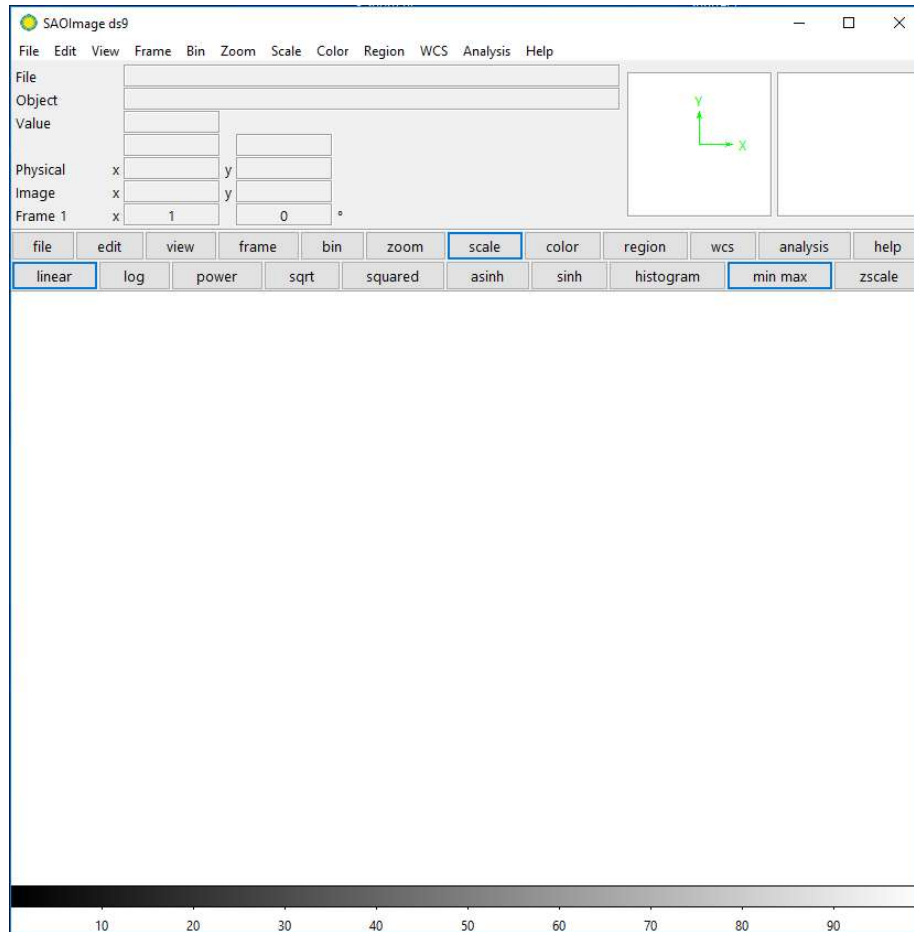 SAOImage ds9
File Edit View Frame Bin Zoom Scale Color Region WCS Analysis Help
File
Object
Value
Physical x y
Image x y
Frame 1 x 1 0 °
Y
X
file edit view frame bin zoom scale color region wcs analysis help
linear log power sqrt squared asinh sinh histogram min max zscale
10 20 30 40 50 60 70 80 90